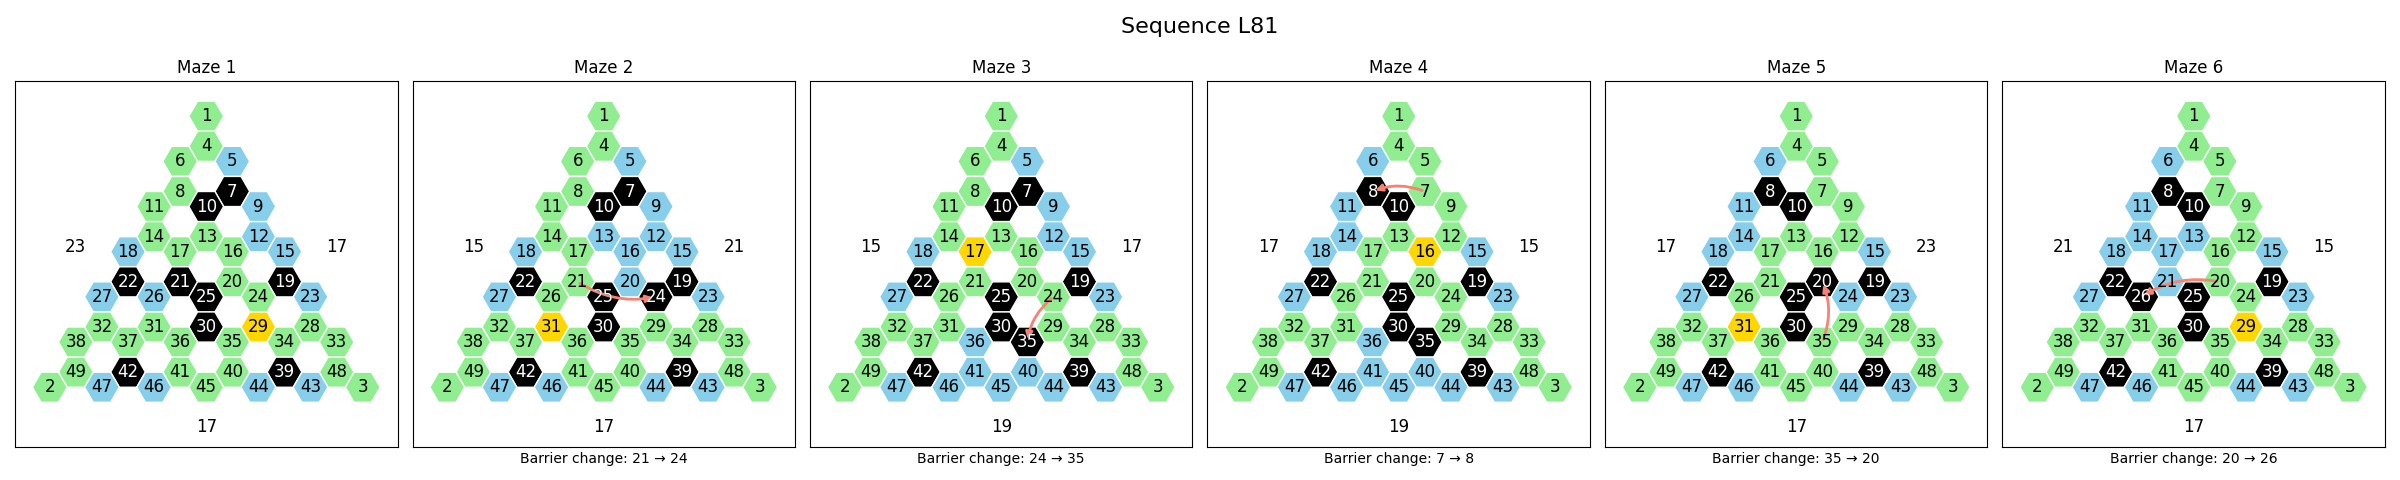 Sequence L81
Maze 1
1
4
6 5
8 7
11 10 9
14 13 12
23 18 17 16 15 17
22 21 20 19
27 26 25 24 23
32 31 30 29 28
38 37 36 35 34 33
49 42 41 40 39 48
2 47 46 45 44 43 3
17
Maze 2
1
4
6 5
8 7
11 10 9
14 13 12
15 18 17 16 15 21
22 21 20 19
27 26 25 24 23
32 31 30 29 28
38 37 36 35 34 33
49 42 41 40 39 48
2 47 46 45 44 43 3
17
Barrier change: 21 → 24
Maze 3
1
4
6 5
8 7
11 10 9
14 13 12
15 18 17 16 15 17
22 21 20 19
27 26 25 24 23
32 31 30 29 28
38 37 36 35 34 33
49 42 41 40 39 48
2 47 46 45 44 43 3
19
Barrier change: 24 → 35
Maze 4
1
4
6 5
8 7
11 10 9
14 13 12
17 18 17 16 15 15
22 21 20 19
27 26 25 24 23
32 31 30 29 28
38 37 36 35 34 33
49 42 41 40 39 48
2 47 46 45 44 43 3
19
Barrier change: 7 → 8
Maze 5
1
4
6 5
8 7
11 10 9
14 13 12
17 18 17 16 15 23
22 21 20 19
27 26 25 24 23
32 31 30 29 28
38 37 36 35 34 33
49 42 41 40 39 48
2 47 46 45 44 43 3
17
Barrier change: 35 → 20
Maze 6
1
4
6 5
8 7
11 10 9
14 13 12
21 18 17 16 15 15
22 21 20 19
27 26 25 24 23
32 31 30 29 28
38 37 36 35 34 33
49 42 41 40 39 48
2 47 46 45 44 43 3
17
Barrier change: 20 → 26